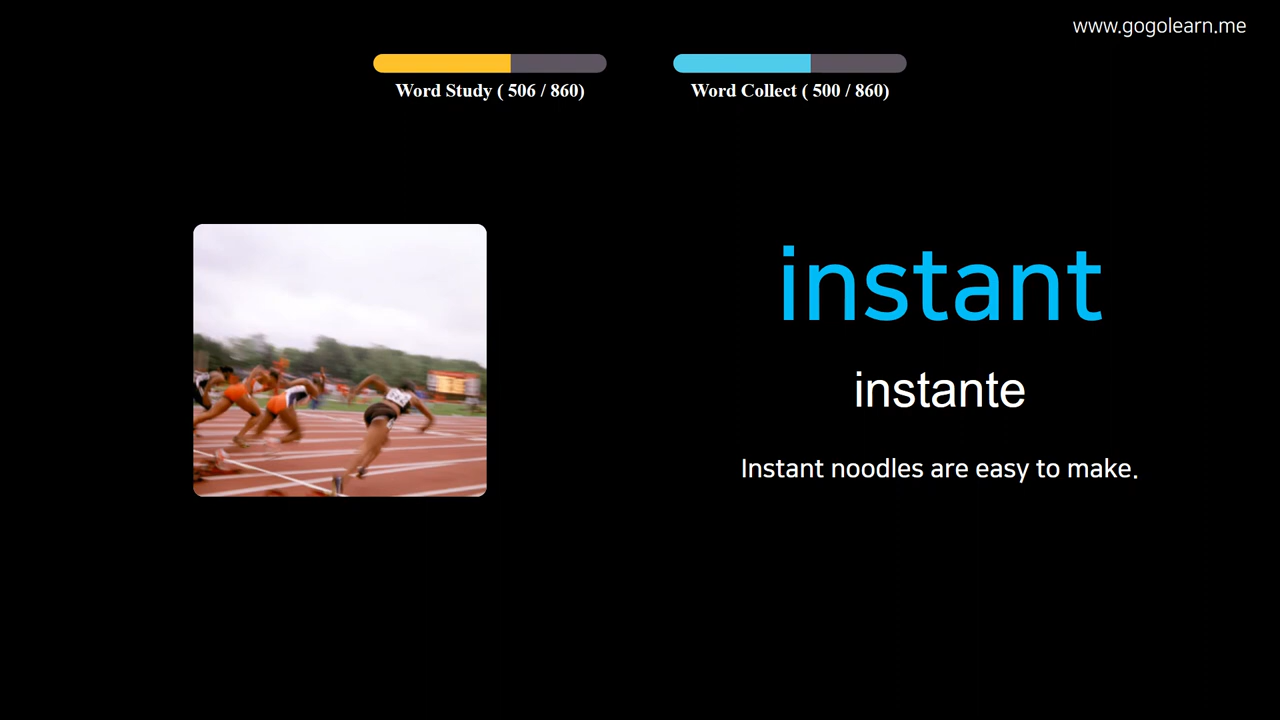 www.gogolearn.me
Word Study ( 506 / 860)
Word Collect ( 500 / 860)
instant
instante
Instant noodles are easy to make.